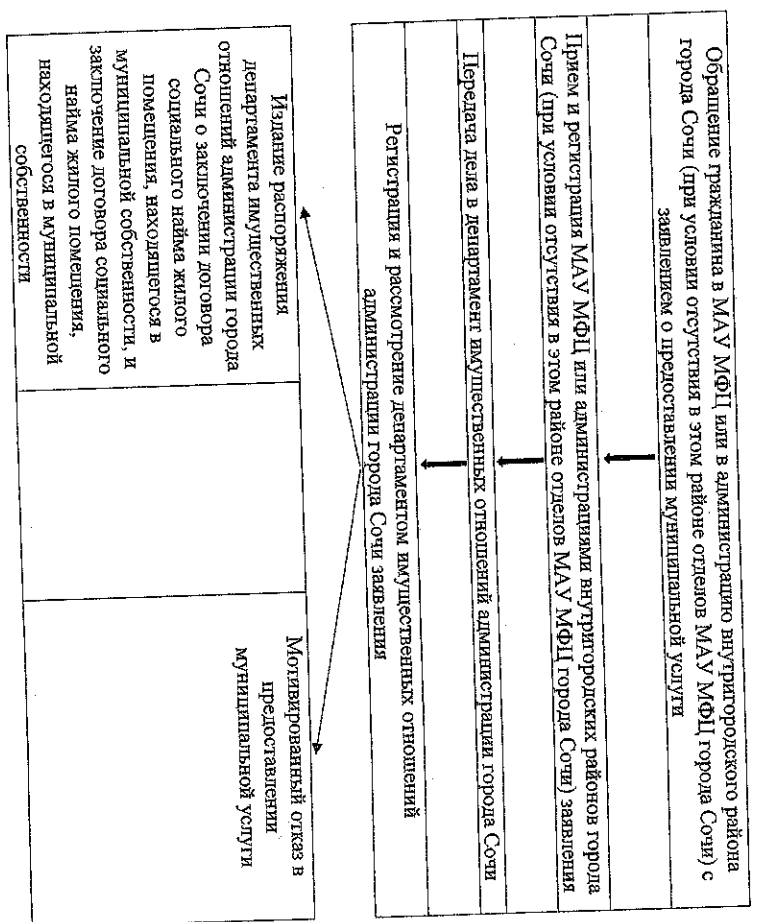 Обращение гражданина в МАУ МФЦ или в администрацию внутригородского района
города Сочи (при условии отсутствия в этом районе отделов МАУ МФЦ города Сочи) с
заявлением о предоставлении муниципальной услуги
Прием и регистрация МАУ МФЦ или администрациями внутригородских районов города
Сочи (при условии отсутствия в этом районе отделов МАУ МФЦ города Сочи) заявления
Передача дела в департамент имущественных отношений администрации города Сочи
Регистрация и рассмотрение департаментом имущественных отношений
администрации города Сочи заявления
Издание распоряжения
департамента имущественных
отношений администрации города
Сочи о заключении договора
социального найма жилого
помещения, находящегося в
муниципальной собственности, и
заключение договора социального
найма жилого помещения,
находящегося в муниципальной
собственности
Мотивированный отказ в
предоставлении
муниципальной услуги